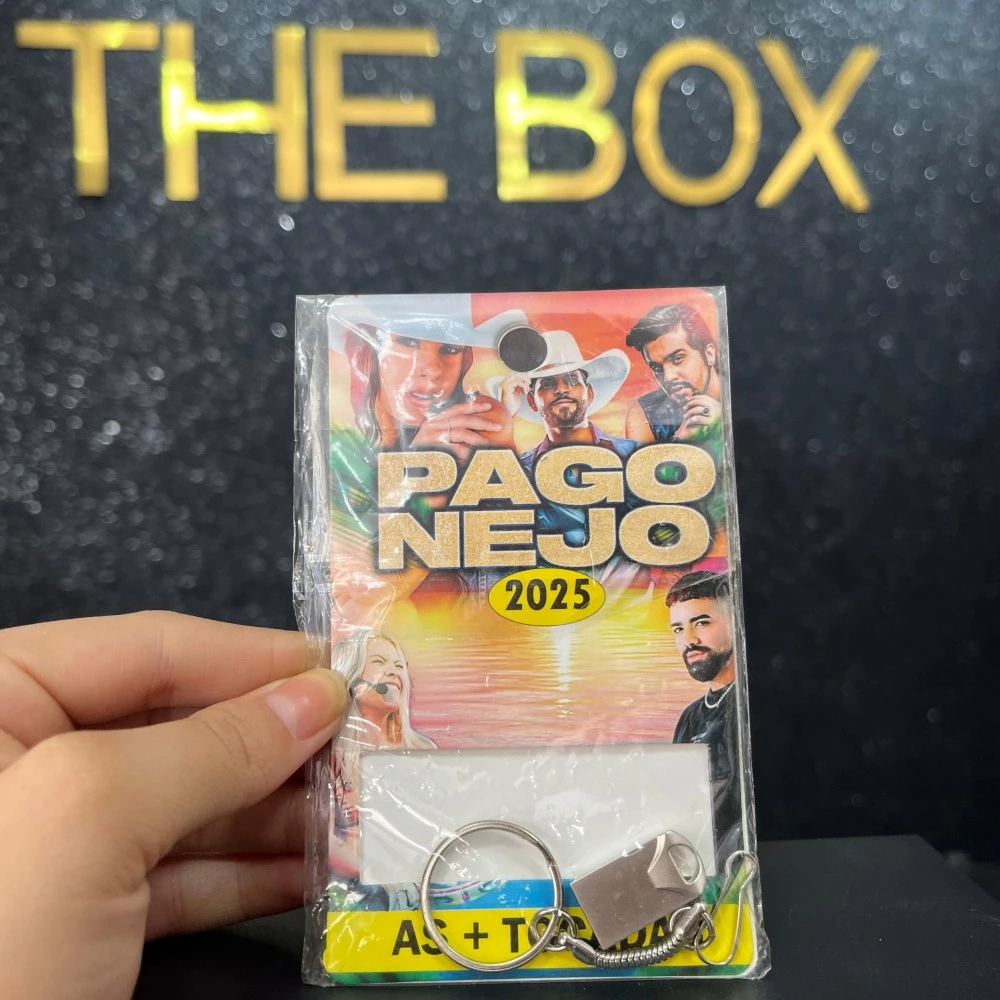 THE BOX
PAGO
NEJO
2025
AS +